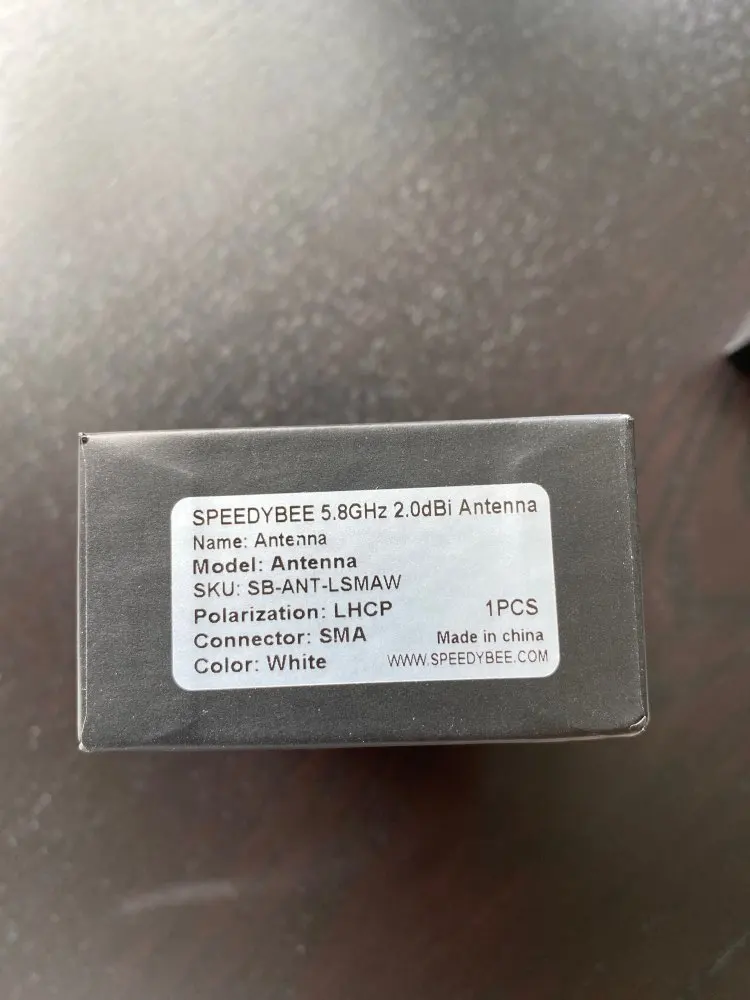 SPEEDYBEE 5.8GHz 2.0dBi Antenna
Name: Antenna
Model: Antenna
SKU: SB-ANT-LSMAW
Polarization: LHCP 1PCS
Connector: SMA Made in china
Color: White WWW.SPEEDYBEE.COM